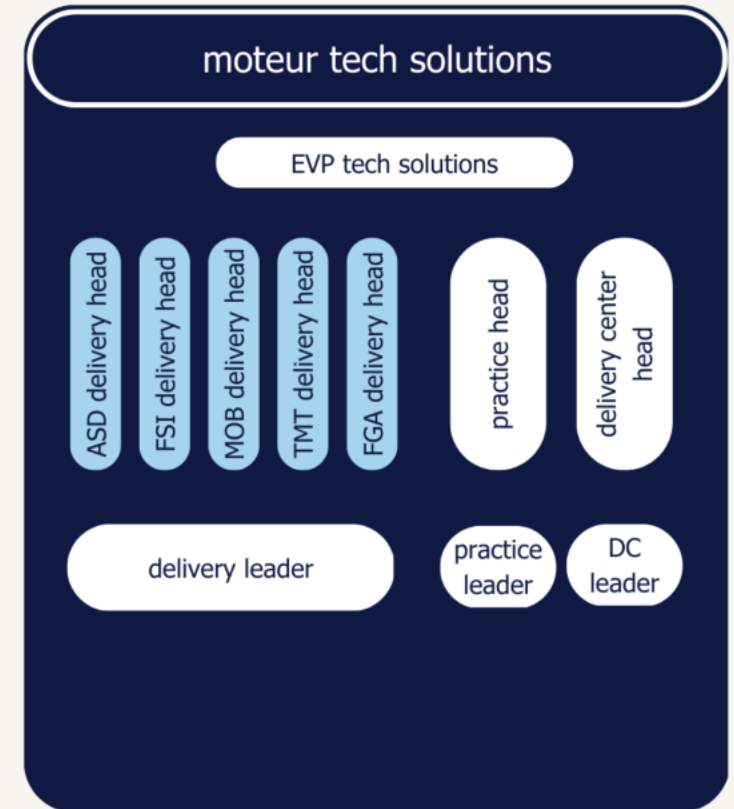 moteur tech solutions
EVP tech solutions
ASD delivery head
FSI delivery head
MOB delivery head
TMT delivery head
FGA delivery head
practice head
delivery center
head
delivery leader
practice
leader
DC
leader